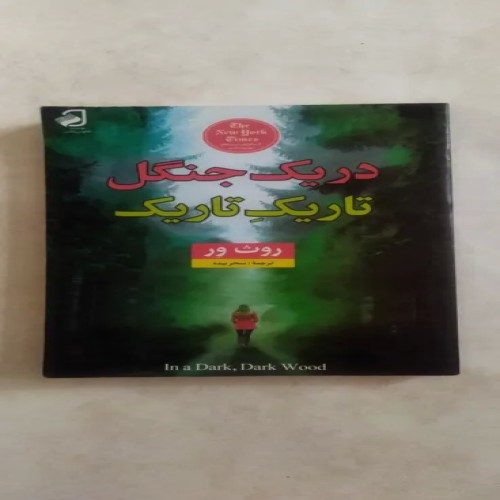 The
New York
Times
در یک جنگل
تاریکِ تاریک
روث ور
In a Dark, Dark Wood